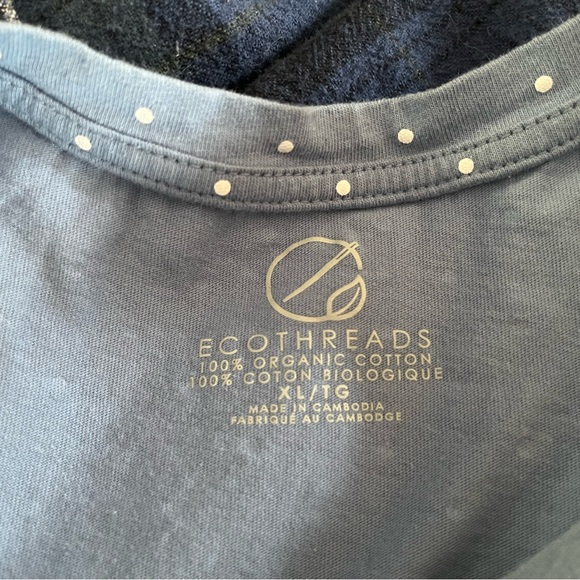 ECOTHREADS
100% ORGANIC COTTON
100% COTON BIOLOGIQUE
XL/TG
MADE IN CAMBODIA
FABRIQUÉ AU CAMBODGE